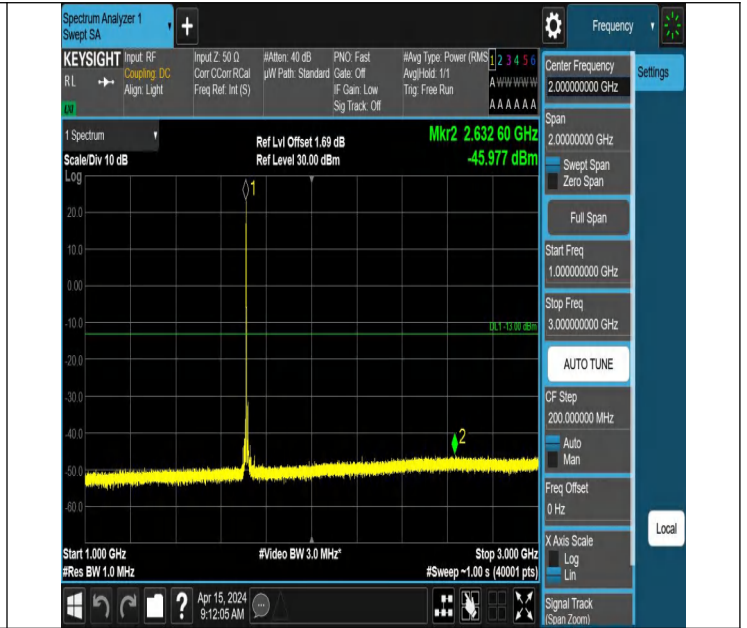 Spectrum Analyzer 1
Swept SA
+
Frequency
KEYSIGHT
RL
Input: RF
Coupling: DC
Align: Light
Input Z: 50 Ω
Corr CCorr RCal
Freq Ref: Int (S)
#Atten: 40 dB
µW Path: Standard
PNO: Fast
Gate: Off
IF Gain: Low
Sig Track: Off
#Avg Type: Power (RMS
Avg|Hold: 1/1
Trig: Free Run
1 2 3 4 5 6
A W W W W W
A A A A A A
Center Frequency
2.000000000 GHz
Settings
Span
2.00000000 GHz
Swept Span
Zero Span
Full Span
Start Freq
1.000000000 GHz
Stop Freq
3.000000000 GHz
AUTO TUNE
CF Step
200.000000 MHz
Auto
Man
Freq Offset
0 Hz
X Axis Scale
Log
Lin
Signal Track
(Span Zoom)
Local
1 Spectrum
Scale/Div 10 dB
Log
Ref Lvl Offset 1.69 dB
Ref Level 30.00 dBm
Mkr2 2.632 60 GHz
-45.977 dBm
1
20.0
10.0
0.00
-10.0
DL1 -13.00 dBm
-20.0
-30.0
-40.0
2
-50.0
-60.0
Start 1.000 GHz
#Res BW 1.0 MHz
#Video BW 3.0 MHz*
Stop 3.000 GHz
#Sweep ~1.00 s (40001 pts)
?
Apr 15, 2024
9:12:05 AM